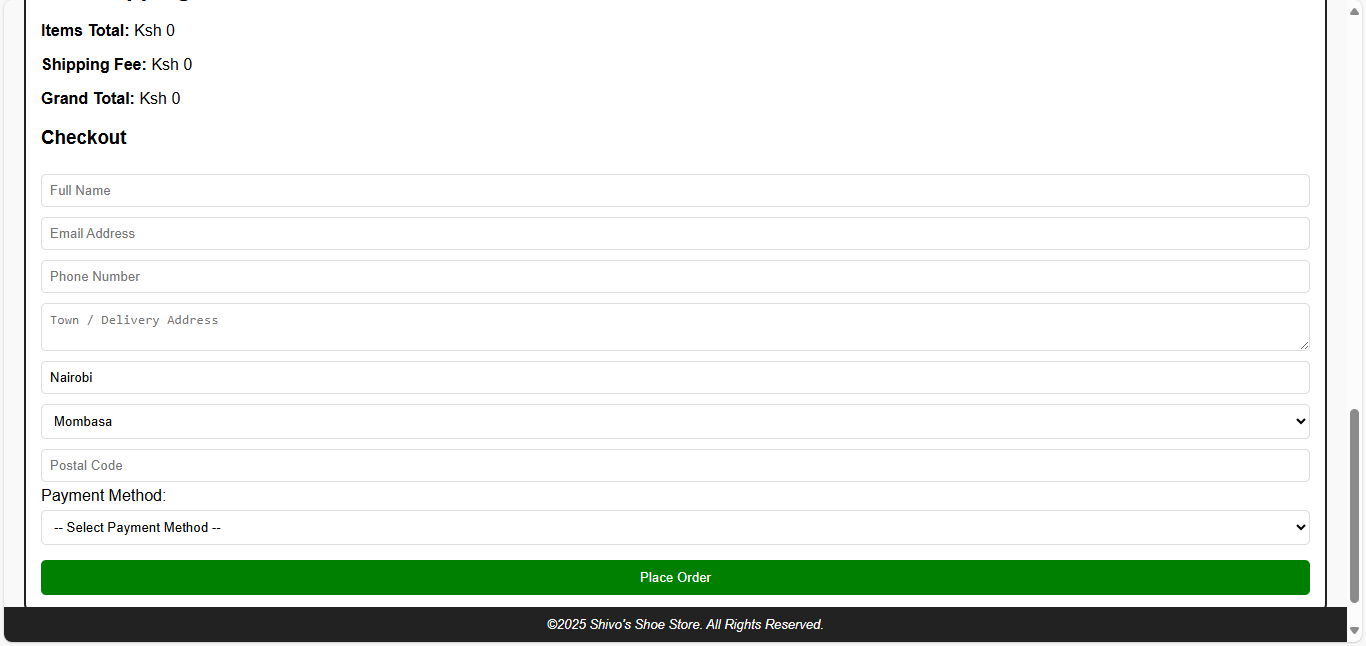 Items Total: Ksh 0
Shipping Fee: Ksh 0
Grand Total: Ksh 0
Checkout
Full Name
Email Address
Phone Number
Town / Delivery Address
Nairobi
Mombasa
Postal Code
Payment Method:
-- Select Payment Method --
Place Order
©2025 Shivo's Shoe Store. All Rights Reserved.